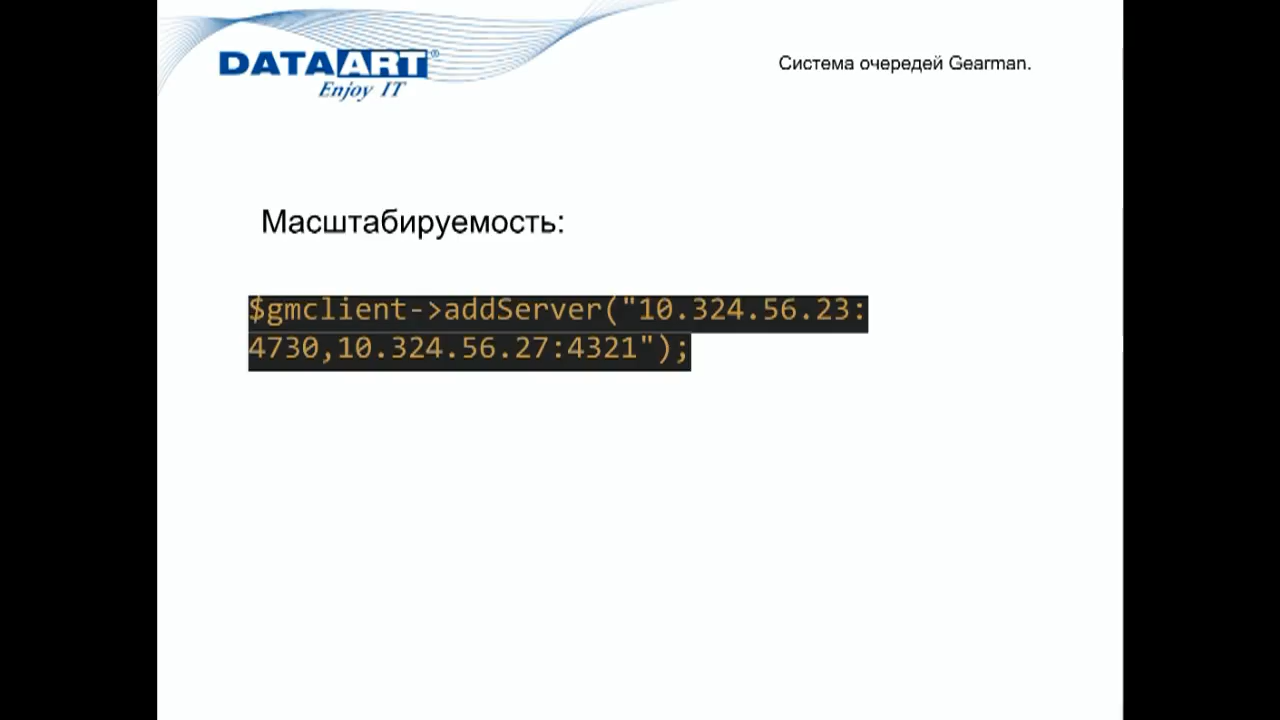 DATAART®
Enjoy IT
Система очередей Gearman.
Масштабируемость:
$gmclient->addServer("10.324.56.23:
4730,10.324.56.27:4321");